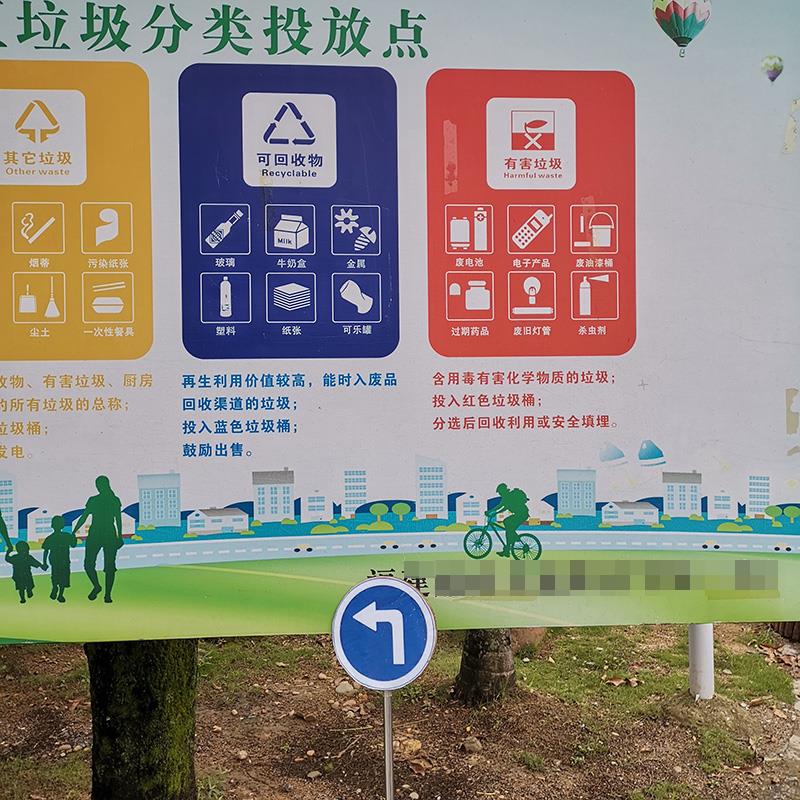 垃圾分类投放点
其它垃圾
Other waste
烟蒂
污染纸张
尘土
一次性餐具
收物、有害垃圾、厨房
的所有垃圾的总称；
垃圾桶；
发电。
可回收物
Recyclable
玻璃
Milk
牛奶盒
金属
塑料
纸张
可乐罐
再生利用价值较高，能时入废品
回收渠道的垃圾；
投入蓝色垃圾桶；
鼓励出售。
有害垃圾
Harmful waste
废电池
电子产品
废油漆桶
过期药品
废旧灯管
杀虫剂
含用毒有害化学物质的垃圾；
投入红色垃圾桶；
分选后回收利用或安全填埋。
福建